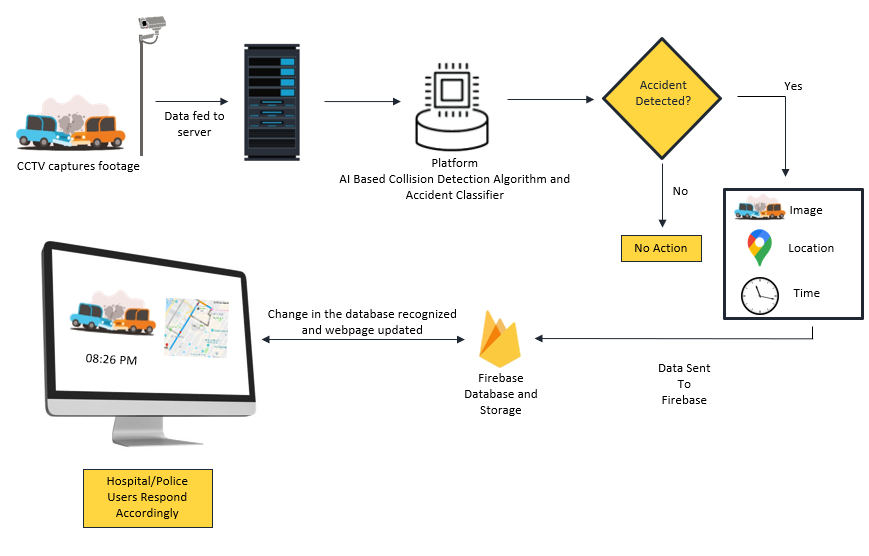 CCTV captures footage
Data fed to
server
Platform
AI Based Collision Detection Algorithm and
Accident Classifier
Accident
Detected?
Yes
No
No Action
Image
Location
Time
Data Sent
To
Firebase
Firebase
Database and
Storage
Change in the database recognized
and webpage updated
08:26 PM
Hospital/Police
Users Respond
Accordingly